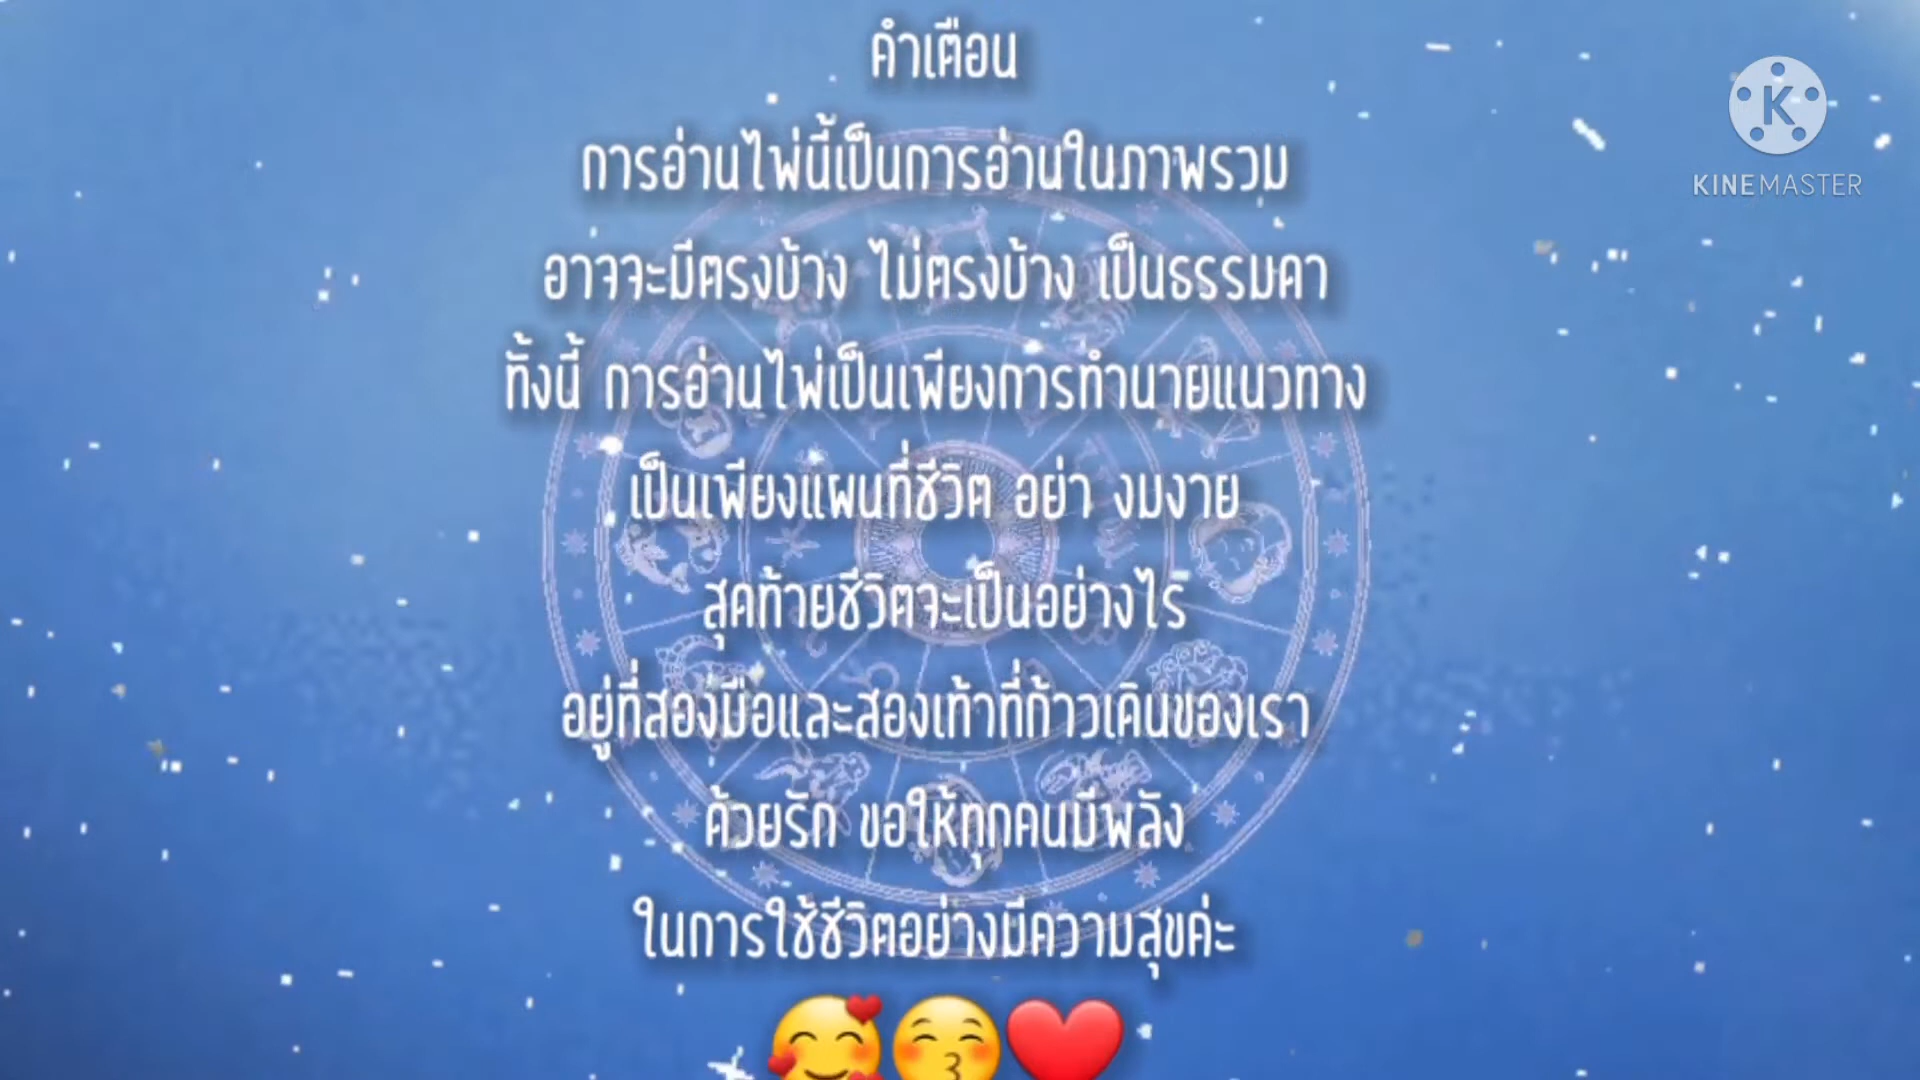 คำเตือน
การอ่านไพ่นี้เป็นการอ่านในภาพรวม
อาจจะมีตรงบ้าง ไม่ตรงบ้าง เป็นธรรมดา
ทั้งนี้ การอ่านไพ่เป็นเพียงการทำนายแนวทาง
เป็นเพียงแผนที่ชีวิต อย่า งมงาย
สุดท้ายชีวิตจะเป็นอย่างไร
อยู่ที่สองมือและสองเท้าที่ก้าวเดินของเรา
ด้วยรัก ขอให้ทุกคนมีพลัง
ในการใช้ชีวิตอย่างมีความสุขค่ะ
🥰😚❤️
K
KINEMASTER